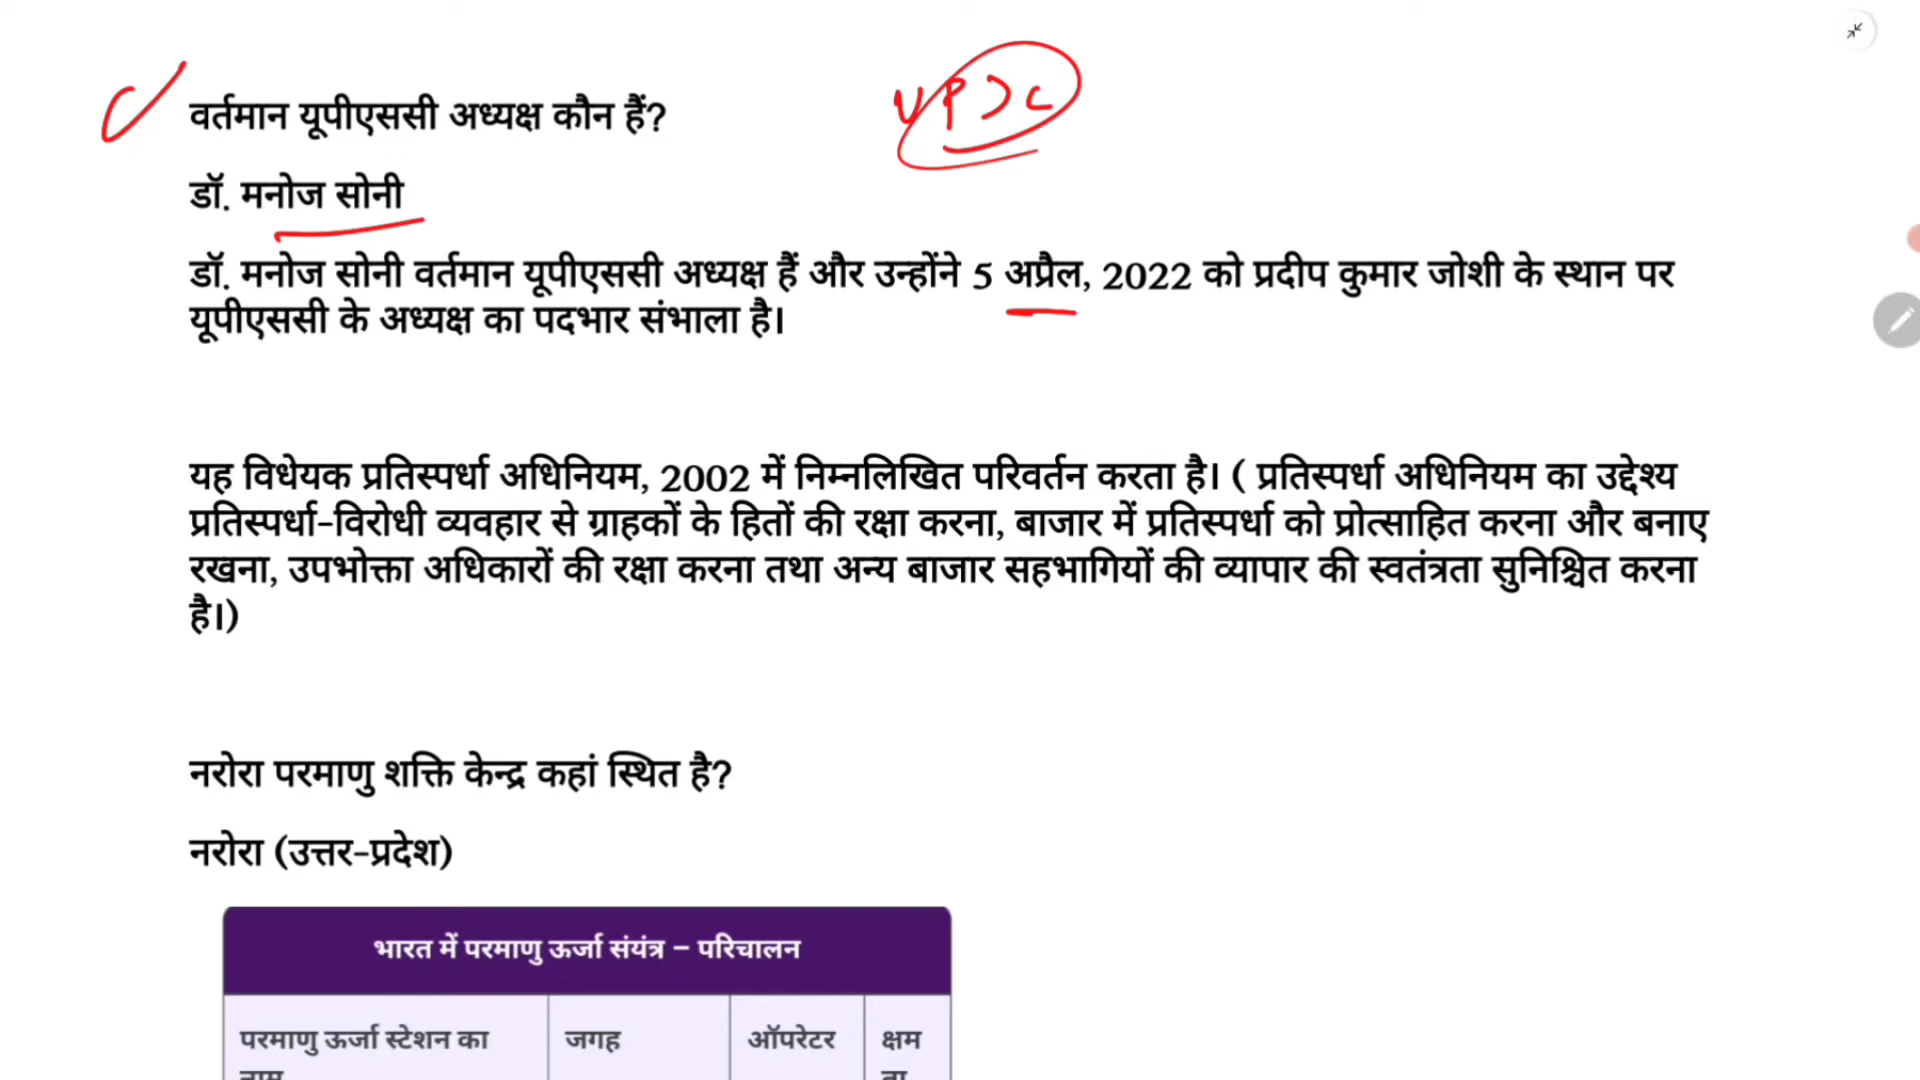 वर्तमान यूपीएससी अध्यक्ष कौन हैं?
UPSC
डॉ. मनोज सोनी
डॉ. मनोज सोनी वर्तमान यूपीएससी अध्यक्ष हैं और उन्होंने 5 अप्रैल, 2022 को प्रदीप कुमार जोशी के स्थान पर
यूपीएससी के अध्यक्ष का पदभार संभाला है।
यह विधेयक प्रतिस्पर्धा अधिनियम, 2002 में निम्नलिखित परिवर्तन करता है। ( प्रतिस्पर्धा अधिनियम का उद्देश्य
प्रतिस्पर्धा-विरोधी व्यवहार से ग्राहकों के हितों की रक्षा करना, बाजार में प्रतिस्पर्धा को प्रोत्साहित करना और बनाए
रखना, उपभोक्ता अधिकारों की रक्षा करना तथा अन्य बाजार सहभागियों की व्यापार की स्वतंत्रता सुनिश्चित करना
है।)
नरोरा परमाणु शक्ति केन्द्र कहां स्थित है?
नरोरा (उत्तर-प्रदेश)
भारत में परमाणु ऊर्जा संयंत्र – परिचालन
परमाणु ऊर्जा स्टेशन का जगह ऑपरेटर क्षम